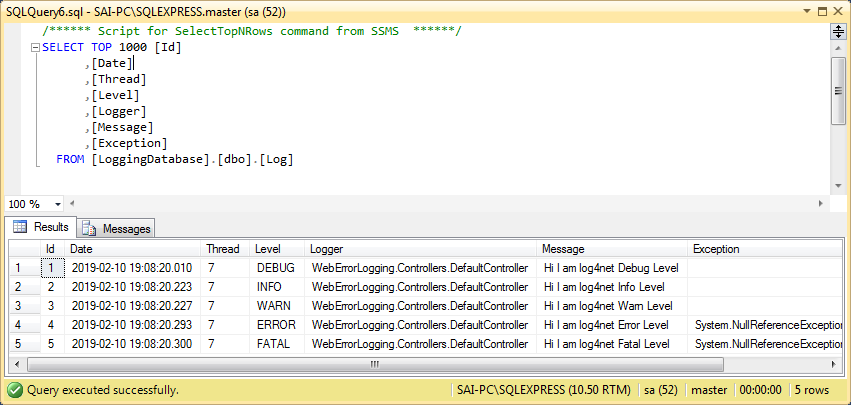 SQLQuery6.sql - SAI-PC\SQLEXPRESS.master (sa (52))
/****** Script for SelectTopNRows command from SSMS  ******/
SELECT TOP 1000 [Id]
,[Date]
,[Thread]
,[Level]
,[Logger]
,[Message]
,[Exception]
FROM [LoggingDatabase].[dbo].[Log]
100 %
Results Messages
Id Date Thread Level Logger Message Exception
1 1 2019-02-10 19:08:20.010 7 DEBUG WebErrorLogging.Controllers.DefaultController Hi I am log4net Debug Level
2 2 2019-02-10 19:08:20.223 7 INFO WebErrorLogging.Controllers.DefaultController Hi I am log4net Info Level
3 3 2019-02-10 19:08:20.227 7 WARN WebErrorLogging.Controllers.DefaultController Hi I am log4net Warn Level
4 4 2019-02-10 19:08:20.293 7 ERROR WebErrorLogging.Controllers.DefaultController Hi I am log4net Error Level System.NullReferenceException
5 5 2019-02-10 19:08:20.300 7 FATAL WebErrorLogging.Controllers.DefaultController Hi I am log4net Fatal Level System.NullReferenceException
Query executed successfully. SAI-PC\SQLEXPRESS (10.50 RTM) sa (52) master 00:00:00 5 rows